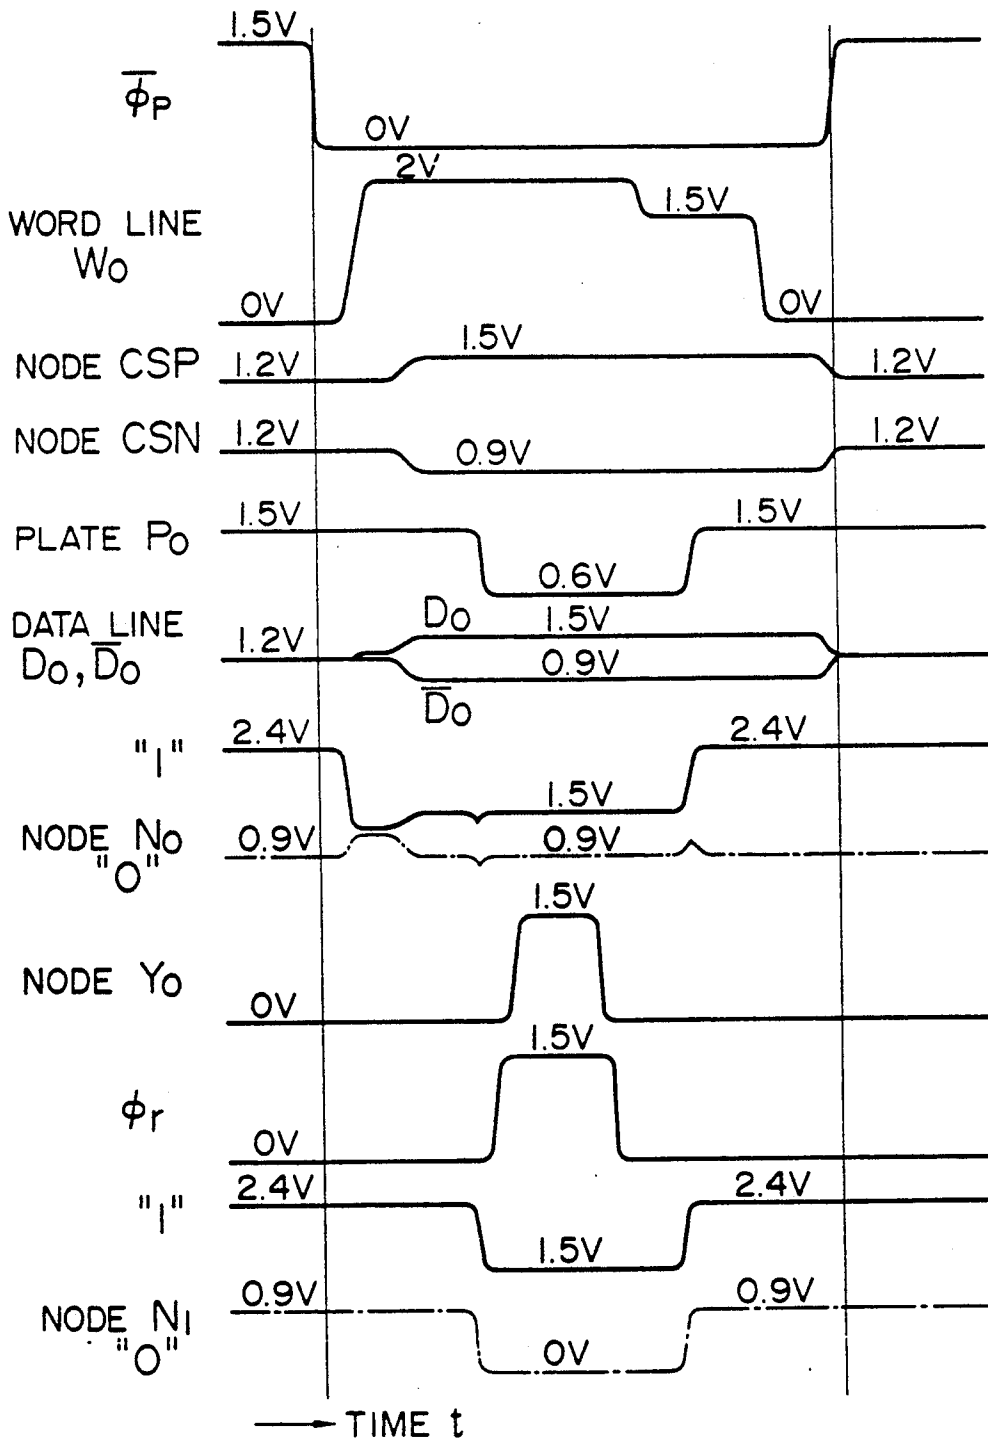 1.5V
φ̅P
0V
2V
1.5V
WORD LINE
W0
0V
0V
1.5V
NODE CSP
1.2V
1.2V
NODE CSN
1.2V
1.2V
0.9V
1.5V
1.5V
PLATE P0
0.6V
DATA LINE
D0, D̅0
1.2V
D0
1.5V
0.9V
D̅0
"1"
2.4V
2.4V
1.5V
NODE N0
"0"
0.9V
0.9V
1.5V
NODE Y0
0V
1.5V
φr
0V
"1"
2.4V
2.4V
1.5V
NODE N1
"0"
0.9V
0.9V
0V
TIME t